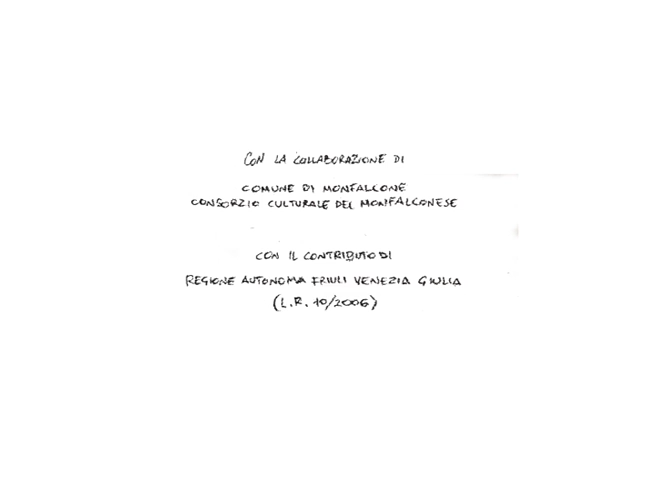 CON LA COLLABORAZIONE DI
COMUNE DI MONFALCONE
CONSORZIO CULTURALE DEL MONFALCONESE
CON IL CONTRIBUTO DI
REGIONE AUTONOMA FRIULI VENEZIA GIULIA
(L.R. 10/2006)